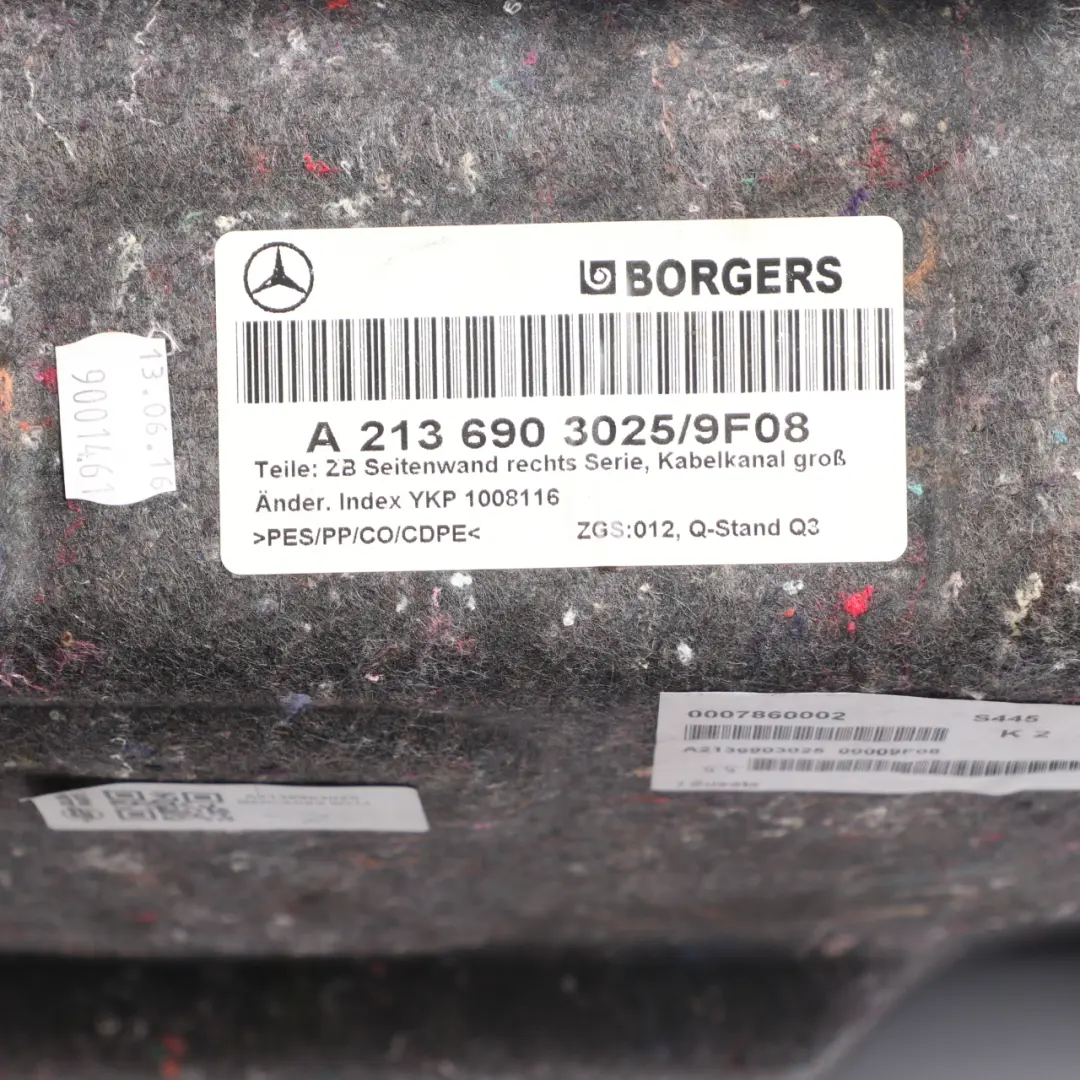 BORGERS
A 213 690 3025/9F08
Teile: ZB Seitenwand rechts Serie, Kabelkanal groß
Änder. Index YKP 1008116
>PES/PP/CO/CDPE<
ZGS:012, Q-Stand Q3
13.06.16
9001461
0007860002
S445
K 2
A2136903025 00009F08